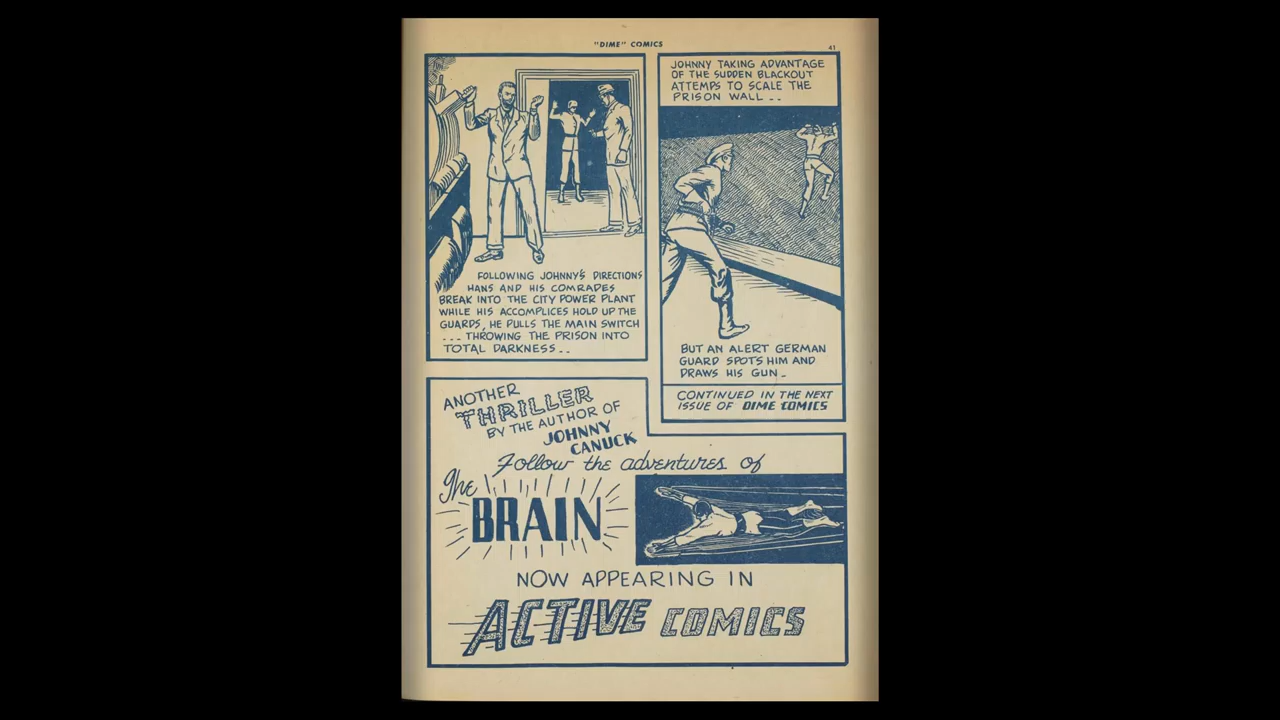 "DIME" COMICS
41
FOLLOWING JOHNNY'S DIRECTIONS
HANS AND HIS COMRADES
BREAK INTO THE CITY POWER PLANT
WHILE HIS ACCOMPLICES HOLD UP THE
GUARDS, HE PULLS THE MAIN SWITCH
... THROWING THE PRISON INTO
TOTAL DARKNESS..
JOHNNY TAKING ADVANTAGE
OF THE SUDDEN BLACKOUT
ATTEMPS TO SCALE THE
PRISON WALL ..
BUT AN ALERT GERMAN
GUARD SPOTS HIM AND
DRAWS HIS GUN_
CONTINUED IN THE NEXT
ISSUE OF DIME COMICS
ANOTHER
THRILLER
BY THE AUTHOR OF
JOHNNY
CANUCK
Follow the adventures of
The
BRAIN
NOW APPEARING IN
ACTIVE COMICS